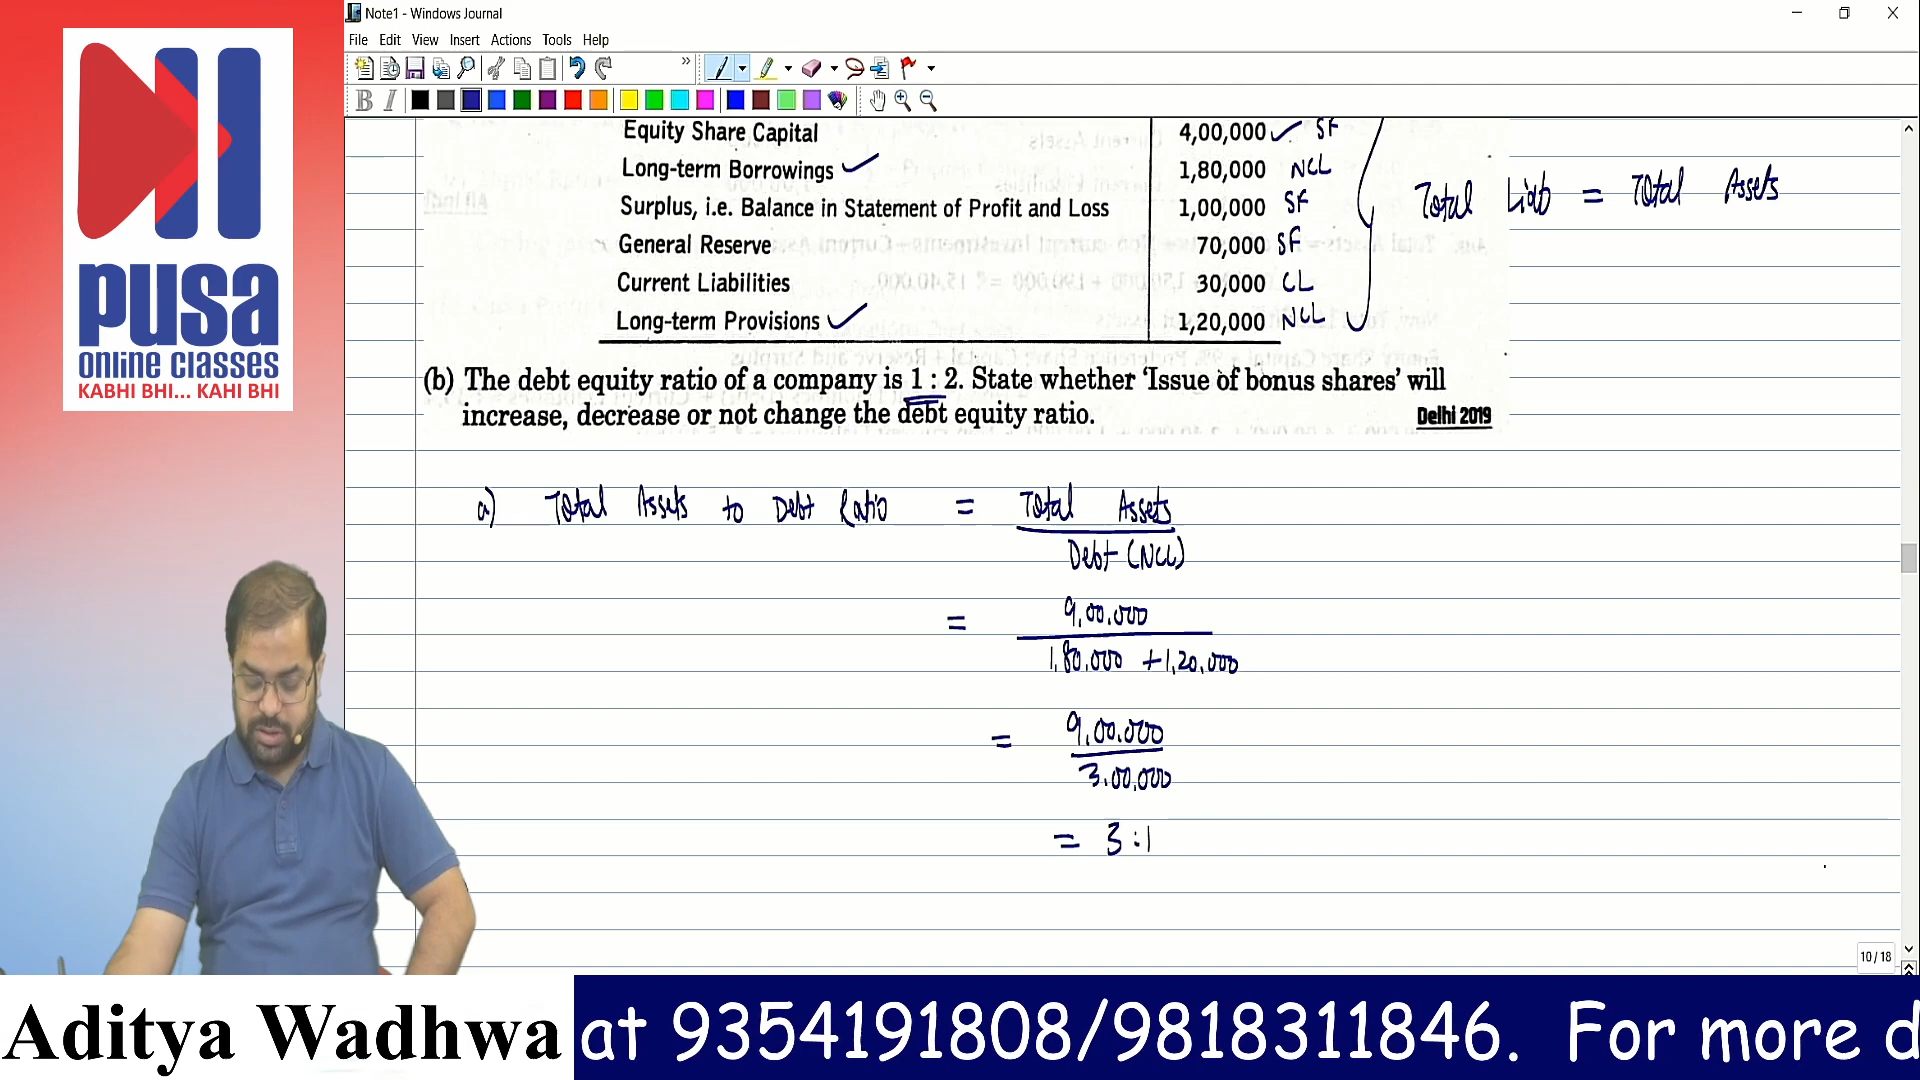 Note1 - Windows Journal
File Edit View Insert Actions Tools Help
PUSA
ONLINE CLASSES
KABHI BHI... KAHI BHI
Equity Share Capital 4,00,000 SF
Long-term Borrowings 1,80,000 NCL
Surplus, i.e. Balance in Statement of Profit and Loss 1,00,000 SF
General Reserve 70,000 SF
Current Liabilities 30,000 CL
Long-term Provisions 1,20,000 NCL
Total Liab = Total Assets
(b) The debt equity ratio of a company is 1 : 2. State whether ‘Issue of bonus shares’ will
increase, decrease or not change the debt equity ratio. Delhi 2019
a) Total Assets to Debt Ratio = Total Assets
Debt (NCL)
= 9,00,000
1,80,000 + 1,20,000
= 9,00,000
3,00,000
= 3:1
10 / 18
Aditya Wadhwa at 9354191808/9818311846. For more d